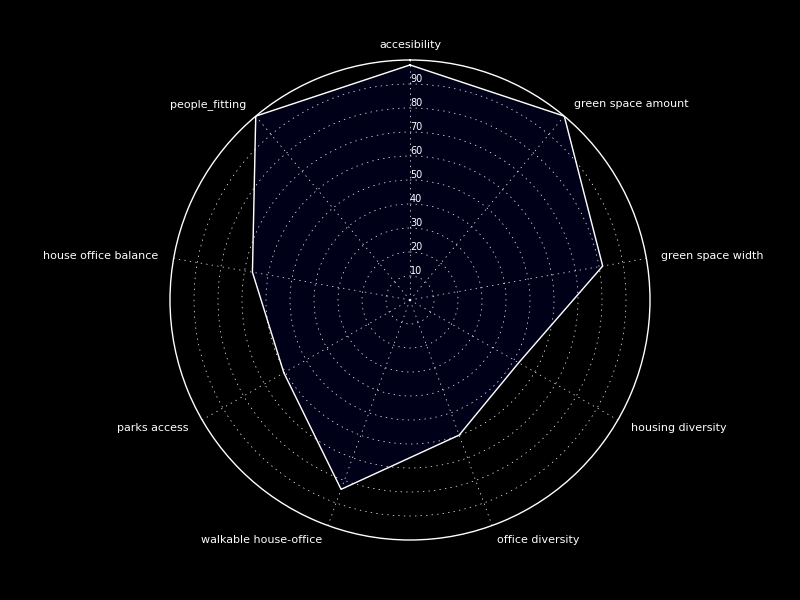 accesibility
people_fitting
green space amount
90
80
70
60
50
40
30
20
10
house office balance
green space width
parks access
housing diversity
walkable house-office
office diversity